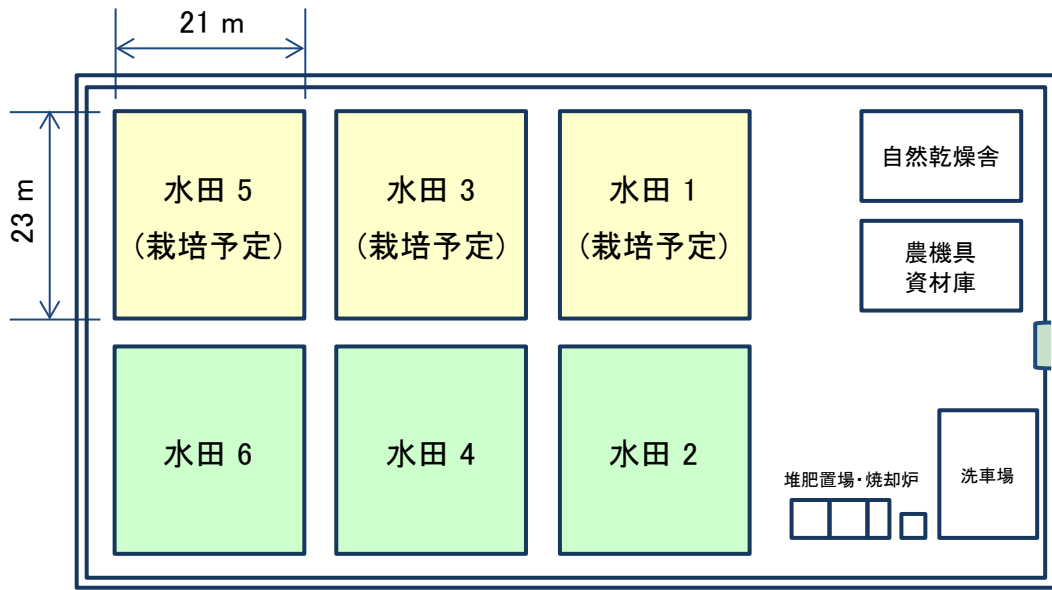 21 m
23 m
水田 5
(栽培予定)
水田 3
(栽培予定)
水田 1
(栽培予定)
自然乾燥舎
農機具
資材庫
水田 6
水田 4
水田 2
堆肥置場・焼却炉
洗車場